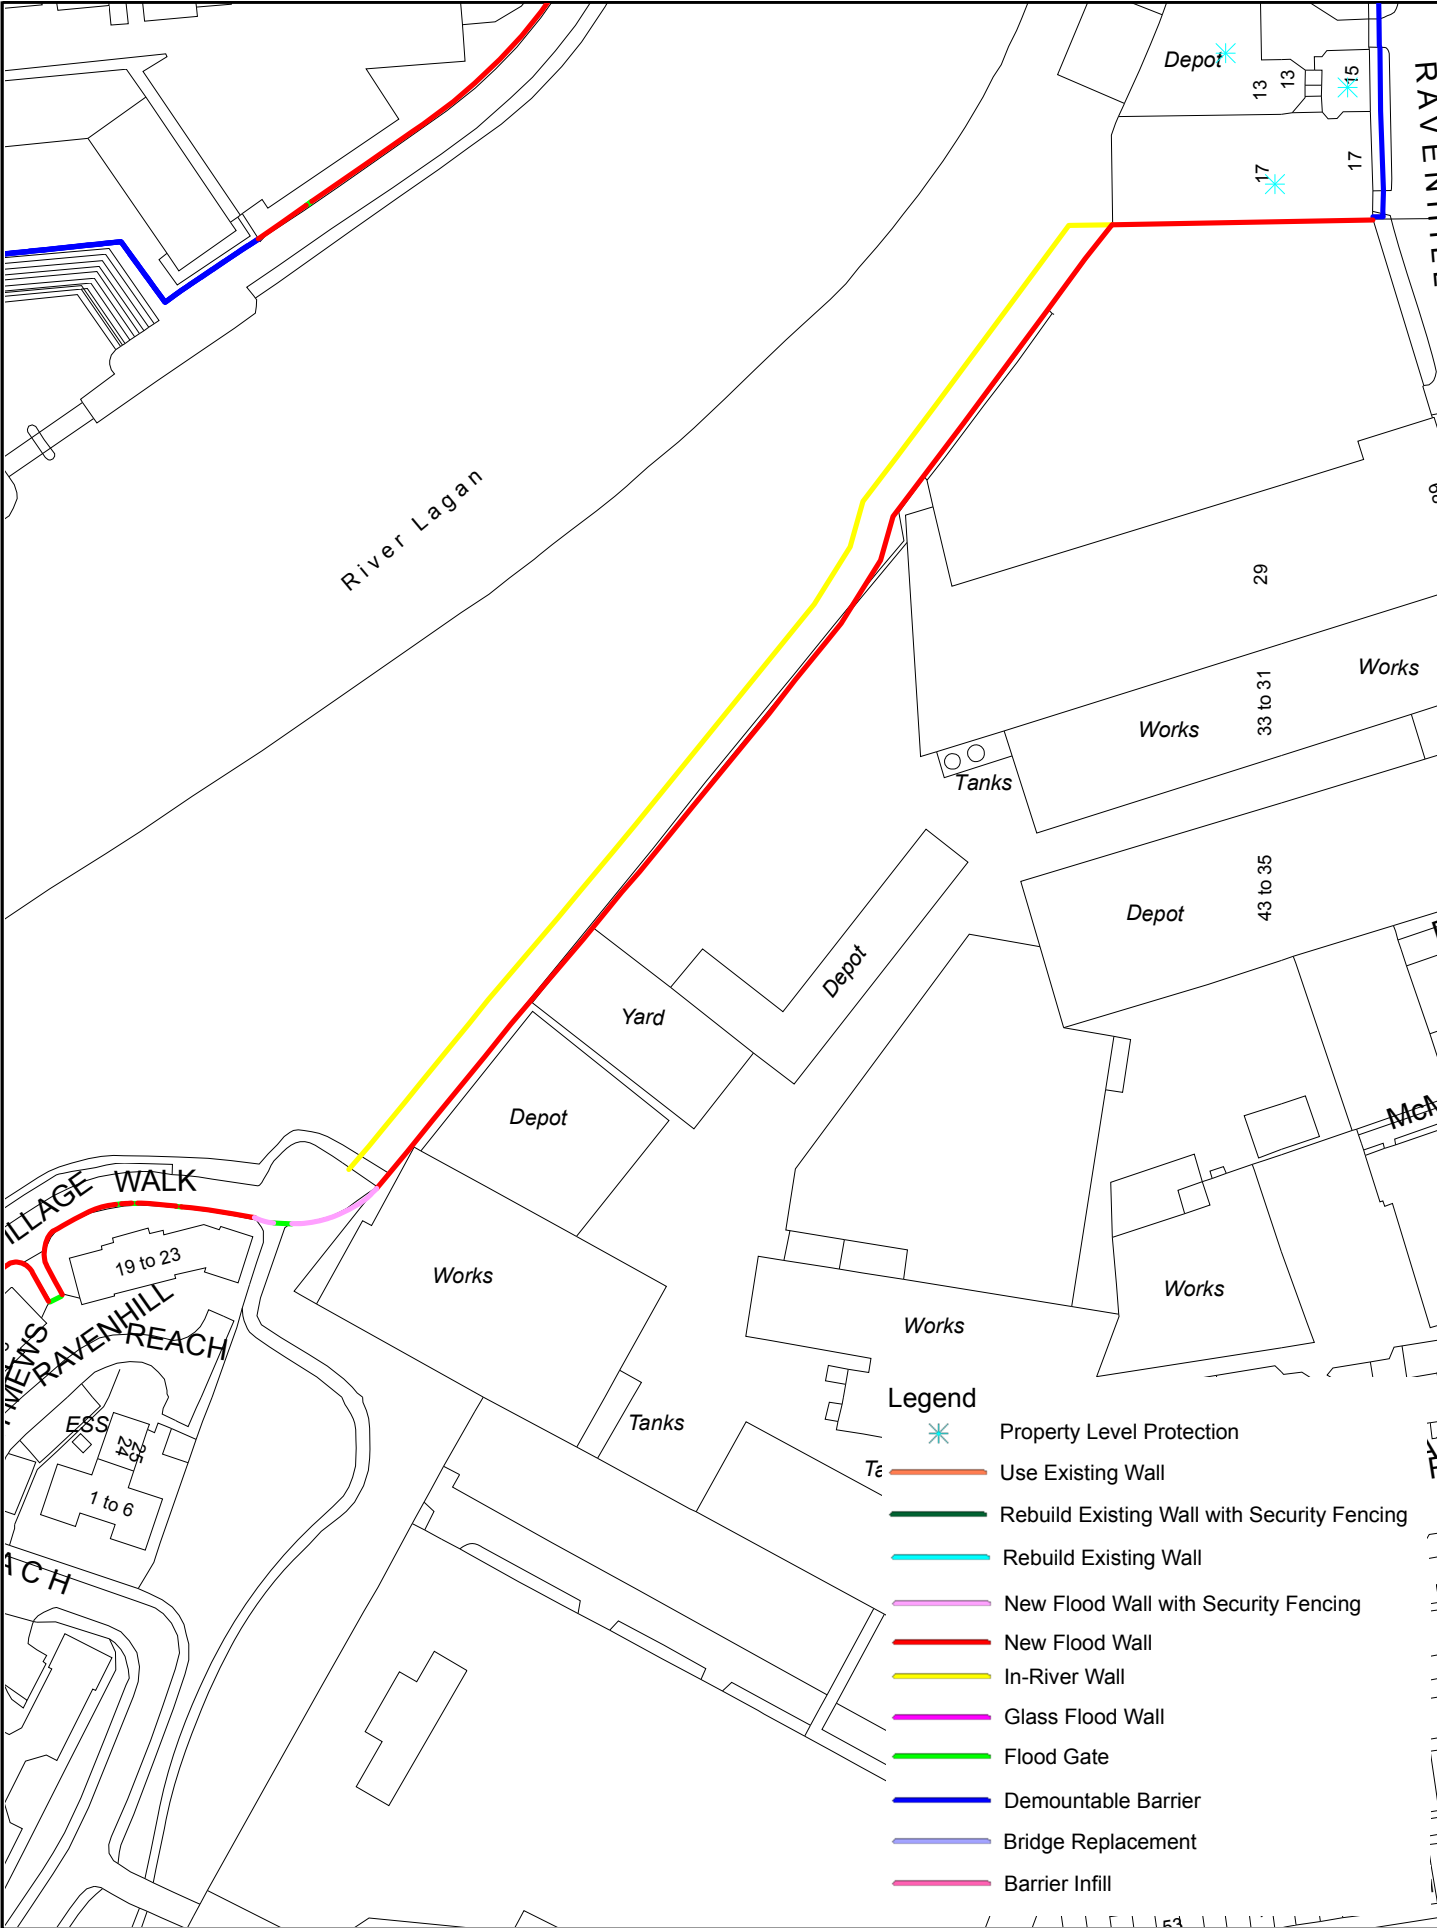 Depot
13
13
15
17
17
River Lagan
29
Works
33 to 31
Works
Tanks
43 to 35
Depot
Depot
Yard
Depot
WALK
19 to 23
RAVENHILL
REACH
MEWS
ESS
24
25
1 to 6
Works
Works
Works
Tanks
Legend
Property Level Protection
Use Existing Wall
Rebuild Existing Wall with Security Fencing
Rebuild Existing Wall
New Flood Wall with Security Fencing
New Flood Wall
In-River Wall
Glass Flood Wall
Flood Gate
Demountable Barrier
Bridge Replacement
Barrier Infill